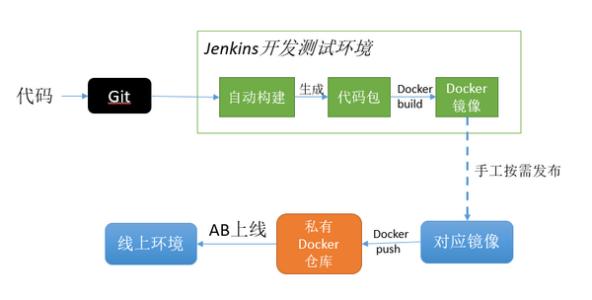 Jenkins开发测试环境
代码
Git
自动构建
生成
代码包
Docker
build
Docker
镜像
手工按需发布
对应镜像
Docker
push
私有
Docker
仓库
AB上线
线上环境